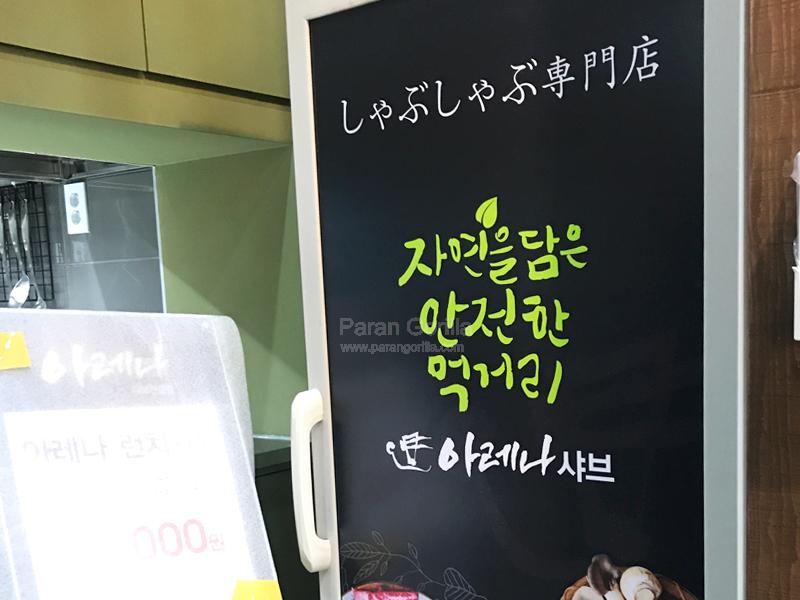 しゃぶしゃぶ専門店
자연을담은
안전한
먹거리
아레나 샤브
Paran Gorilla
www.parangorilla.com
아레나
아레나 런치
000원